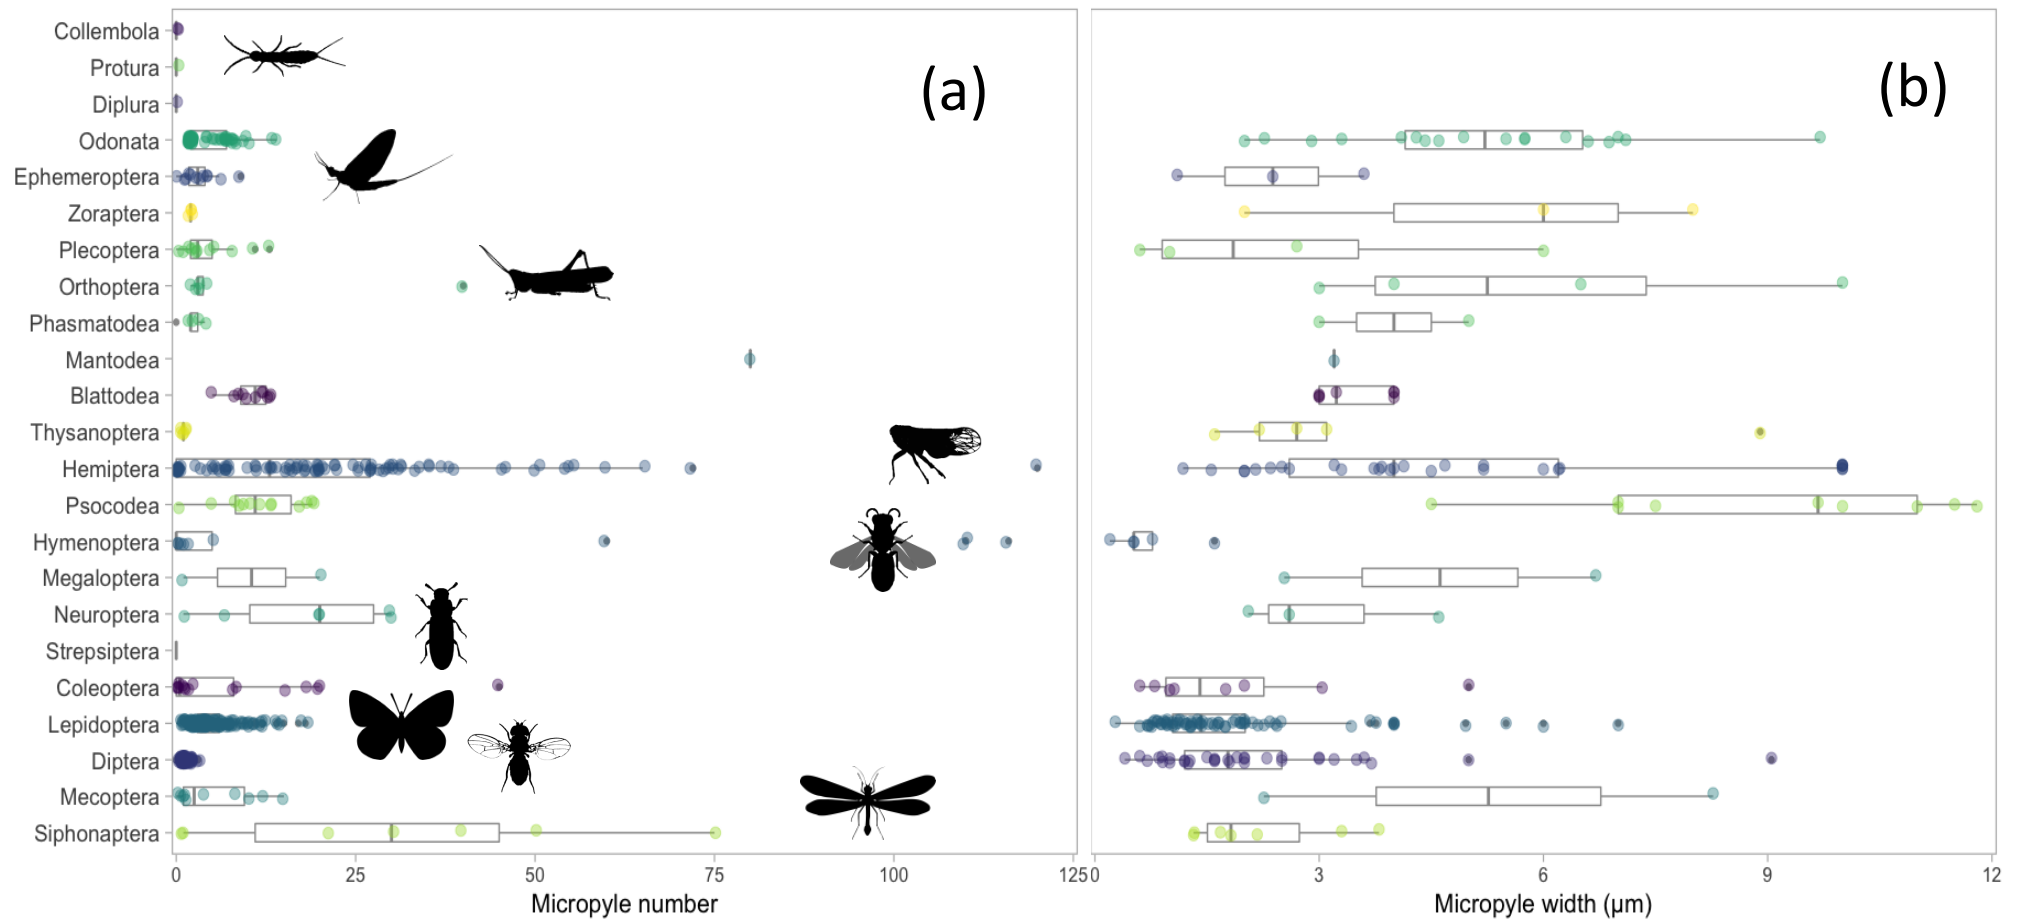 Collembola
Protura
Diplura
Odonata
Ephemeroptera
Zoraptera
Plecoptera
Orthoptera
Phasmatodea
Mantodea
Blattodea
Thysanoptera
Hemiptera
Psocodea
Hymenoptera
Megaloptera
Neuroptera
Strepsiptera
Coleoptera
Lepidoptera
Diptera
Mecoptera
Siphonaptera
(a)
0 25 50 75 100 125
Micropyle number
(b)
0 3 6 9 12
Micropyle width (µm)